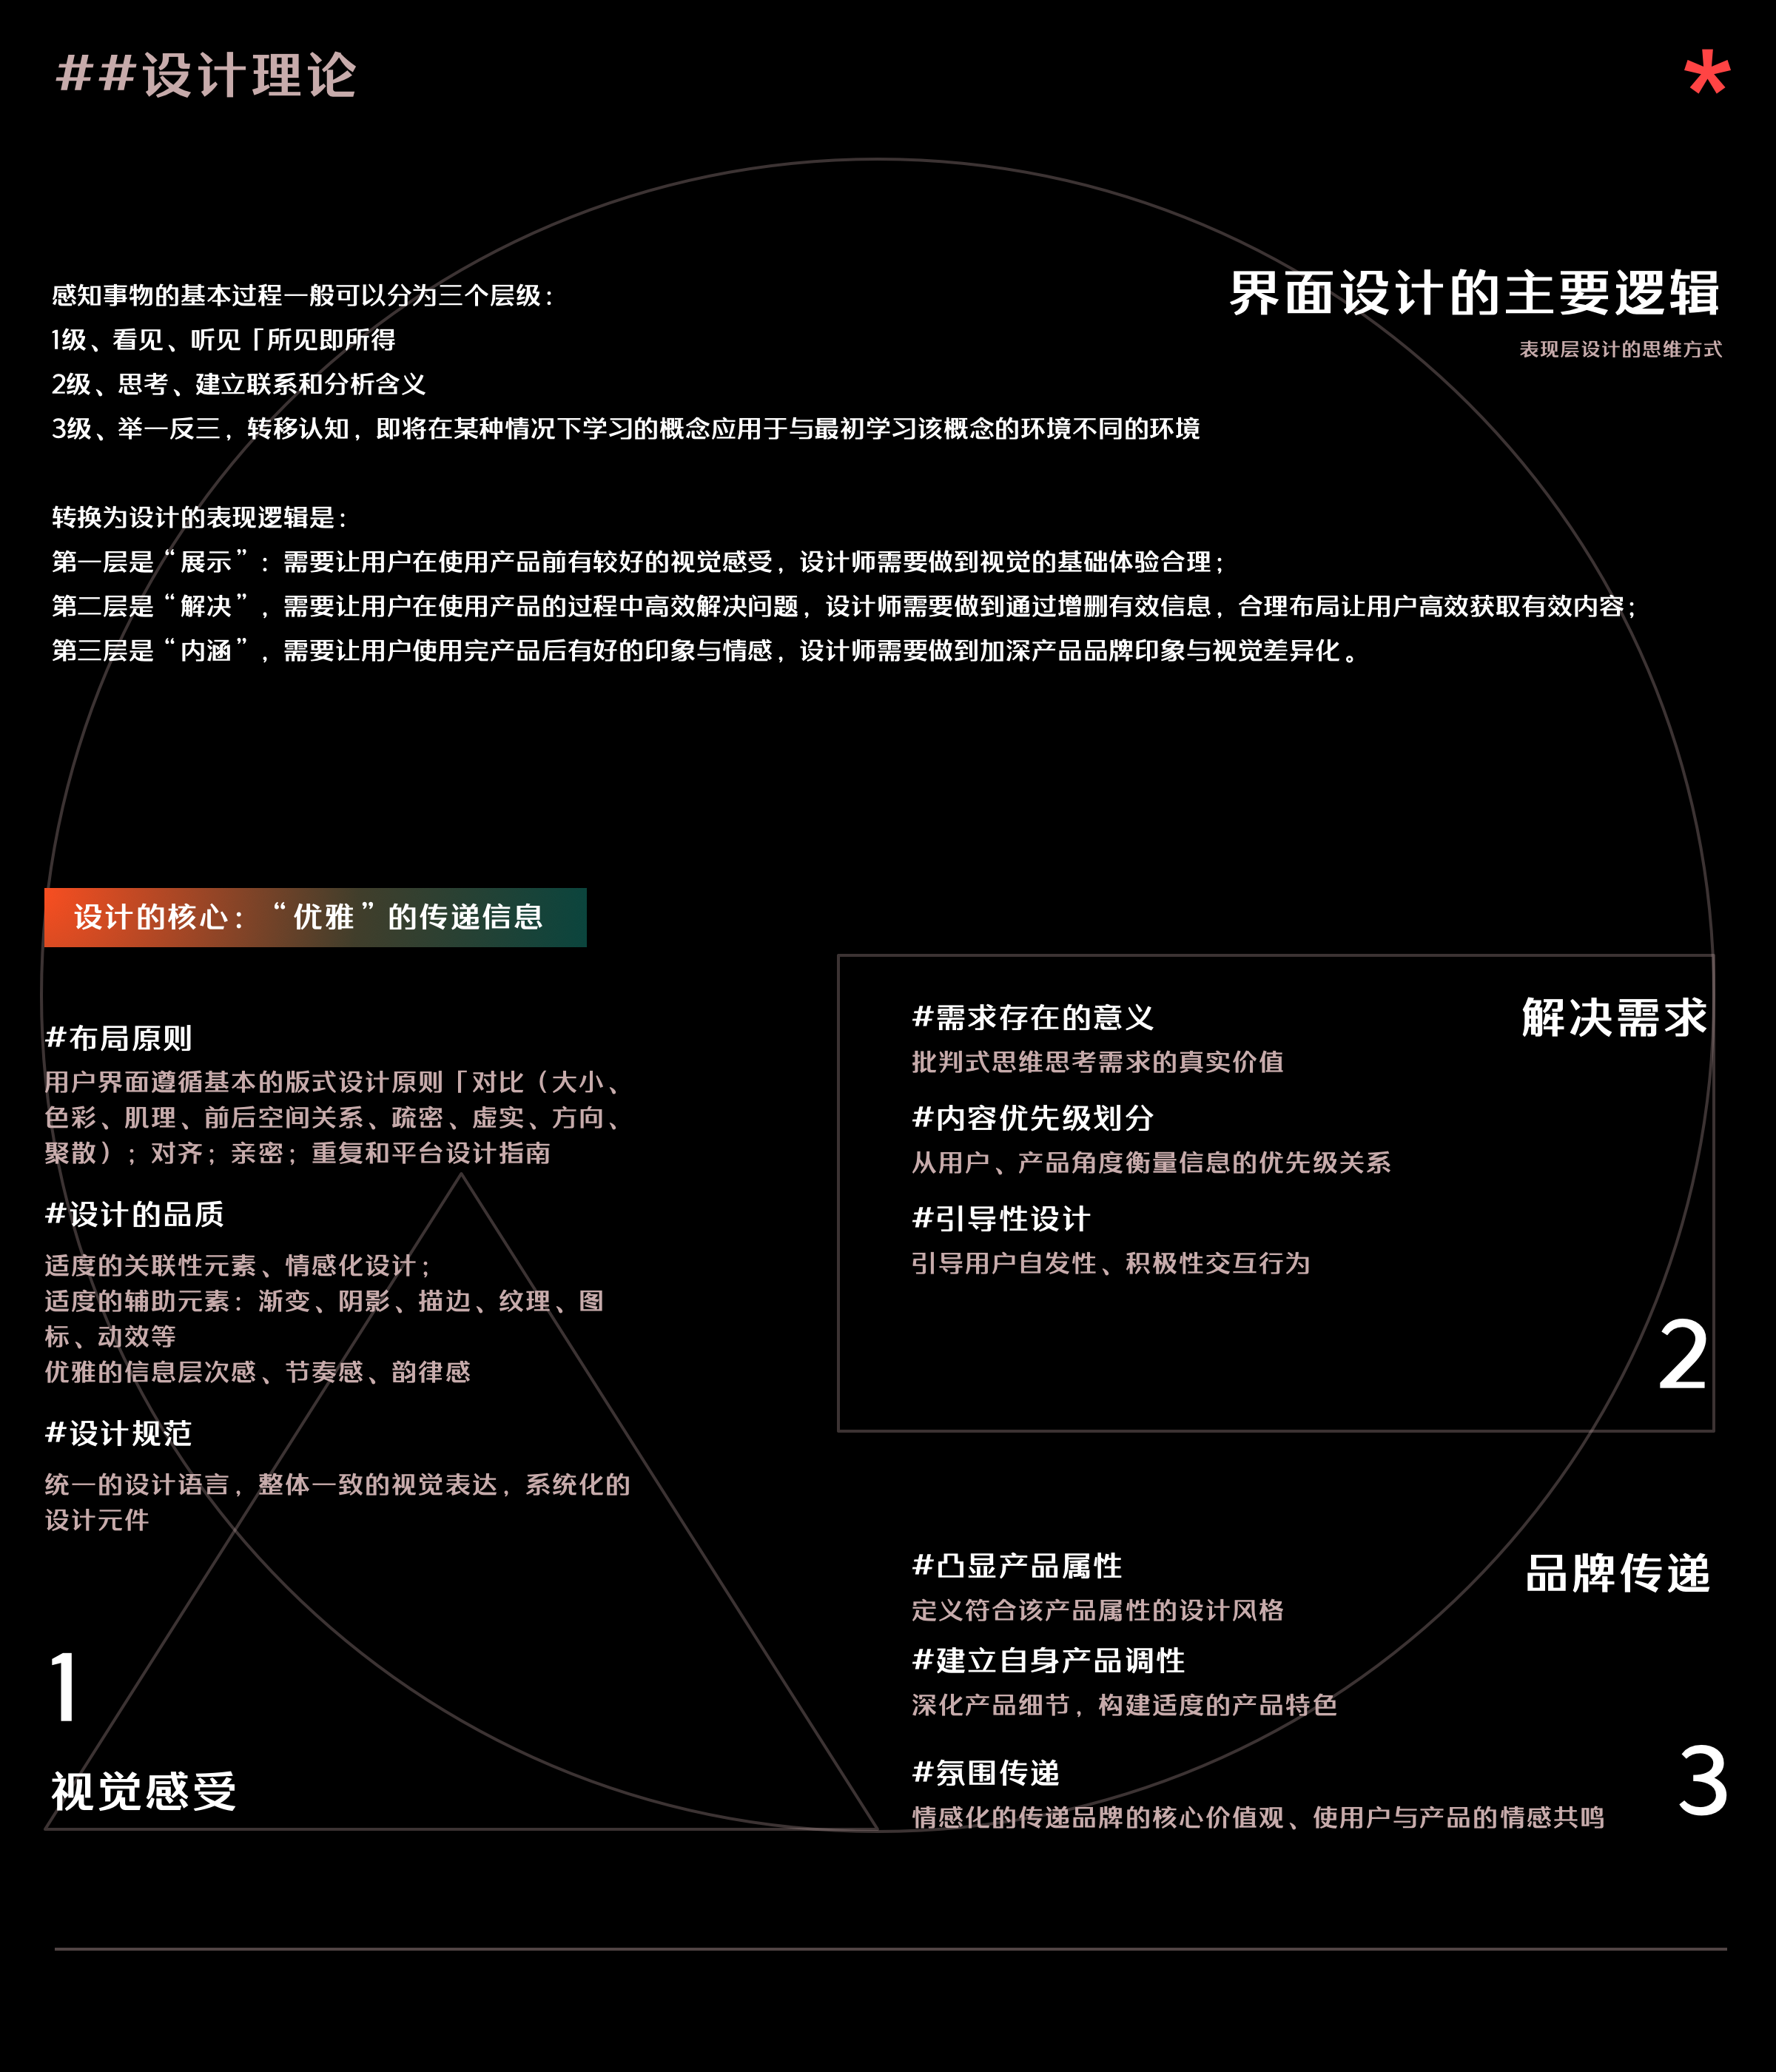 ##设计理论
*
界面设计的主要逻辑
表现层设计的思维方式
感知事物的基本过程一般可以分为三个层级：
1级、看见、听见「所见即所得
2级、思考、建立联系和分析含义
3级、举一反三，转移认知，即将在某种情况下学习的概念应用于与最初学习该概念的环境不同的环境
转换为设计的表现逻辑是：
第一层是“展示”：需要让用户在使用产品前有较好的视觉感受，设计师需要做到视觉的基础体验合理；
第二层是“解决”，需要让用户在使用产品的过程中高效解决问题，设计师需要做到通过增删有效信息，合理布局让用户高效获取有效内容；
第三层是“内涵”，需要让用户使用完产品后有好的印象与情感，设计师需要做到加深产品品牌印象与视觉差异化。
设计的核心：“优雅”的传递信息
#布局原则
用户界面遵循基本的版式设计原则「对比（大小、
色彩、肌理、前后空间关系、疏密、虚实、方向、
聚散）；对齐；亲密；重复和平台设计指南
#设计的品质
适度的关联性元素、情感化设计；
适度的辅助元素：渐变、阴影、描边、纹理、图
标、动效等
优雅的信息层次感、节奏感、韵律感
#设计规范
统一的设计语言，整体一致的视觉表达，系统化的
设计元件
1
视觉感受
解决需求
#需求存在的意义
批判式思维思考需求的真实价值
#内容优先级划分
从用户、产品角度衡量信息的优先级关系
#引导性设计
引导用户自发性、积极性交互行为
2
品牌传递
#凸显产品属性
定义符合该产品属性的设计风格
#建立自身产品调性
深化产品细节，构建适度的产品特色
#氛围传递
情感化的传递品牌的核心价值观、使用户与产品的情感共鸣
3